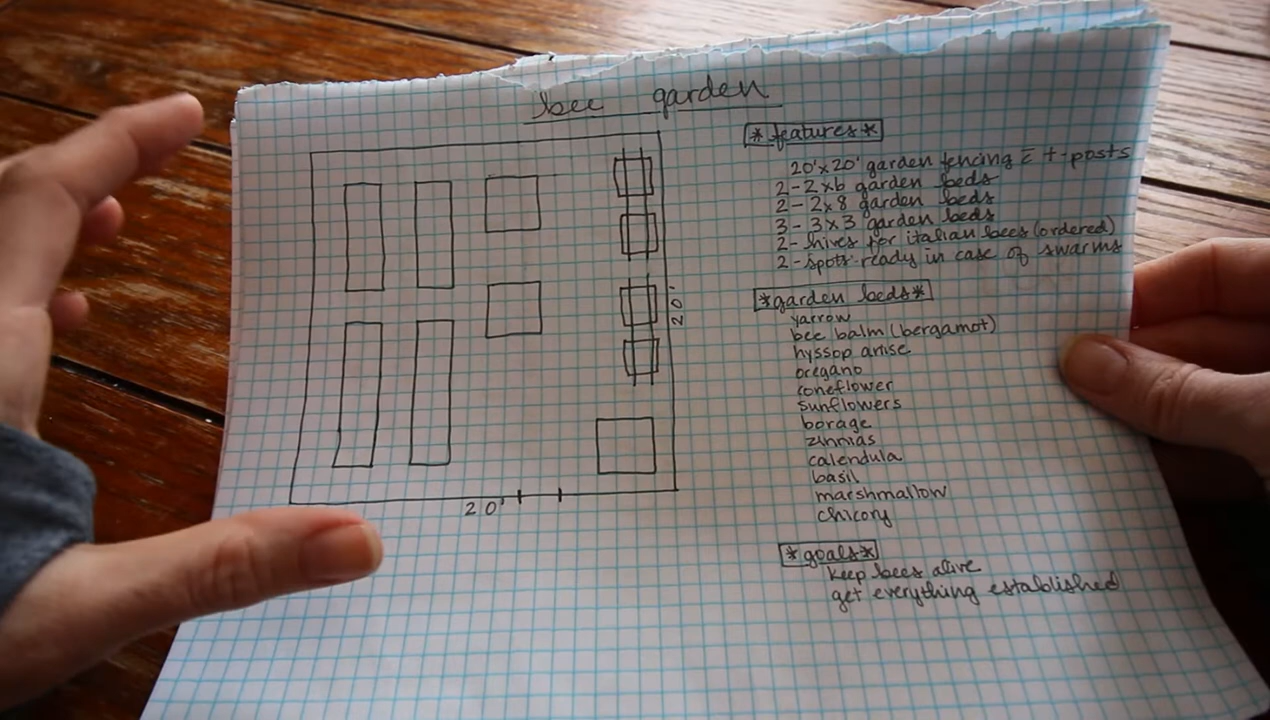 bee garden
*features*
20'x20' garden fencing c̄ t-posts
2-2x6 garden beds
2-2x8 garden beds
3-3x3 garden beds
2-hives for italian bees (ordered)
2-spots ready in case of swarms
20'
*garden beds*
yarrow
bee balm (bergamot)
hyssop anise
oregano
coneflower
sunflowers
borage
zinnias
calendula
basil
marshmallow
chicory
20'
*goals*
keep bees alive
get everything established